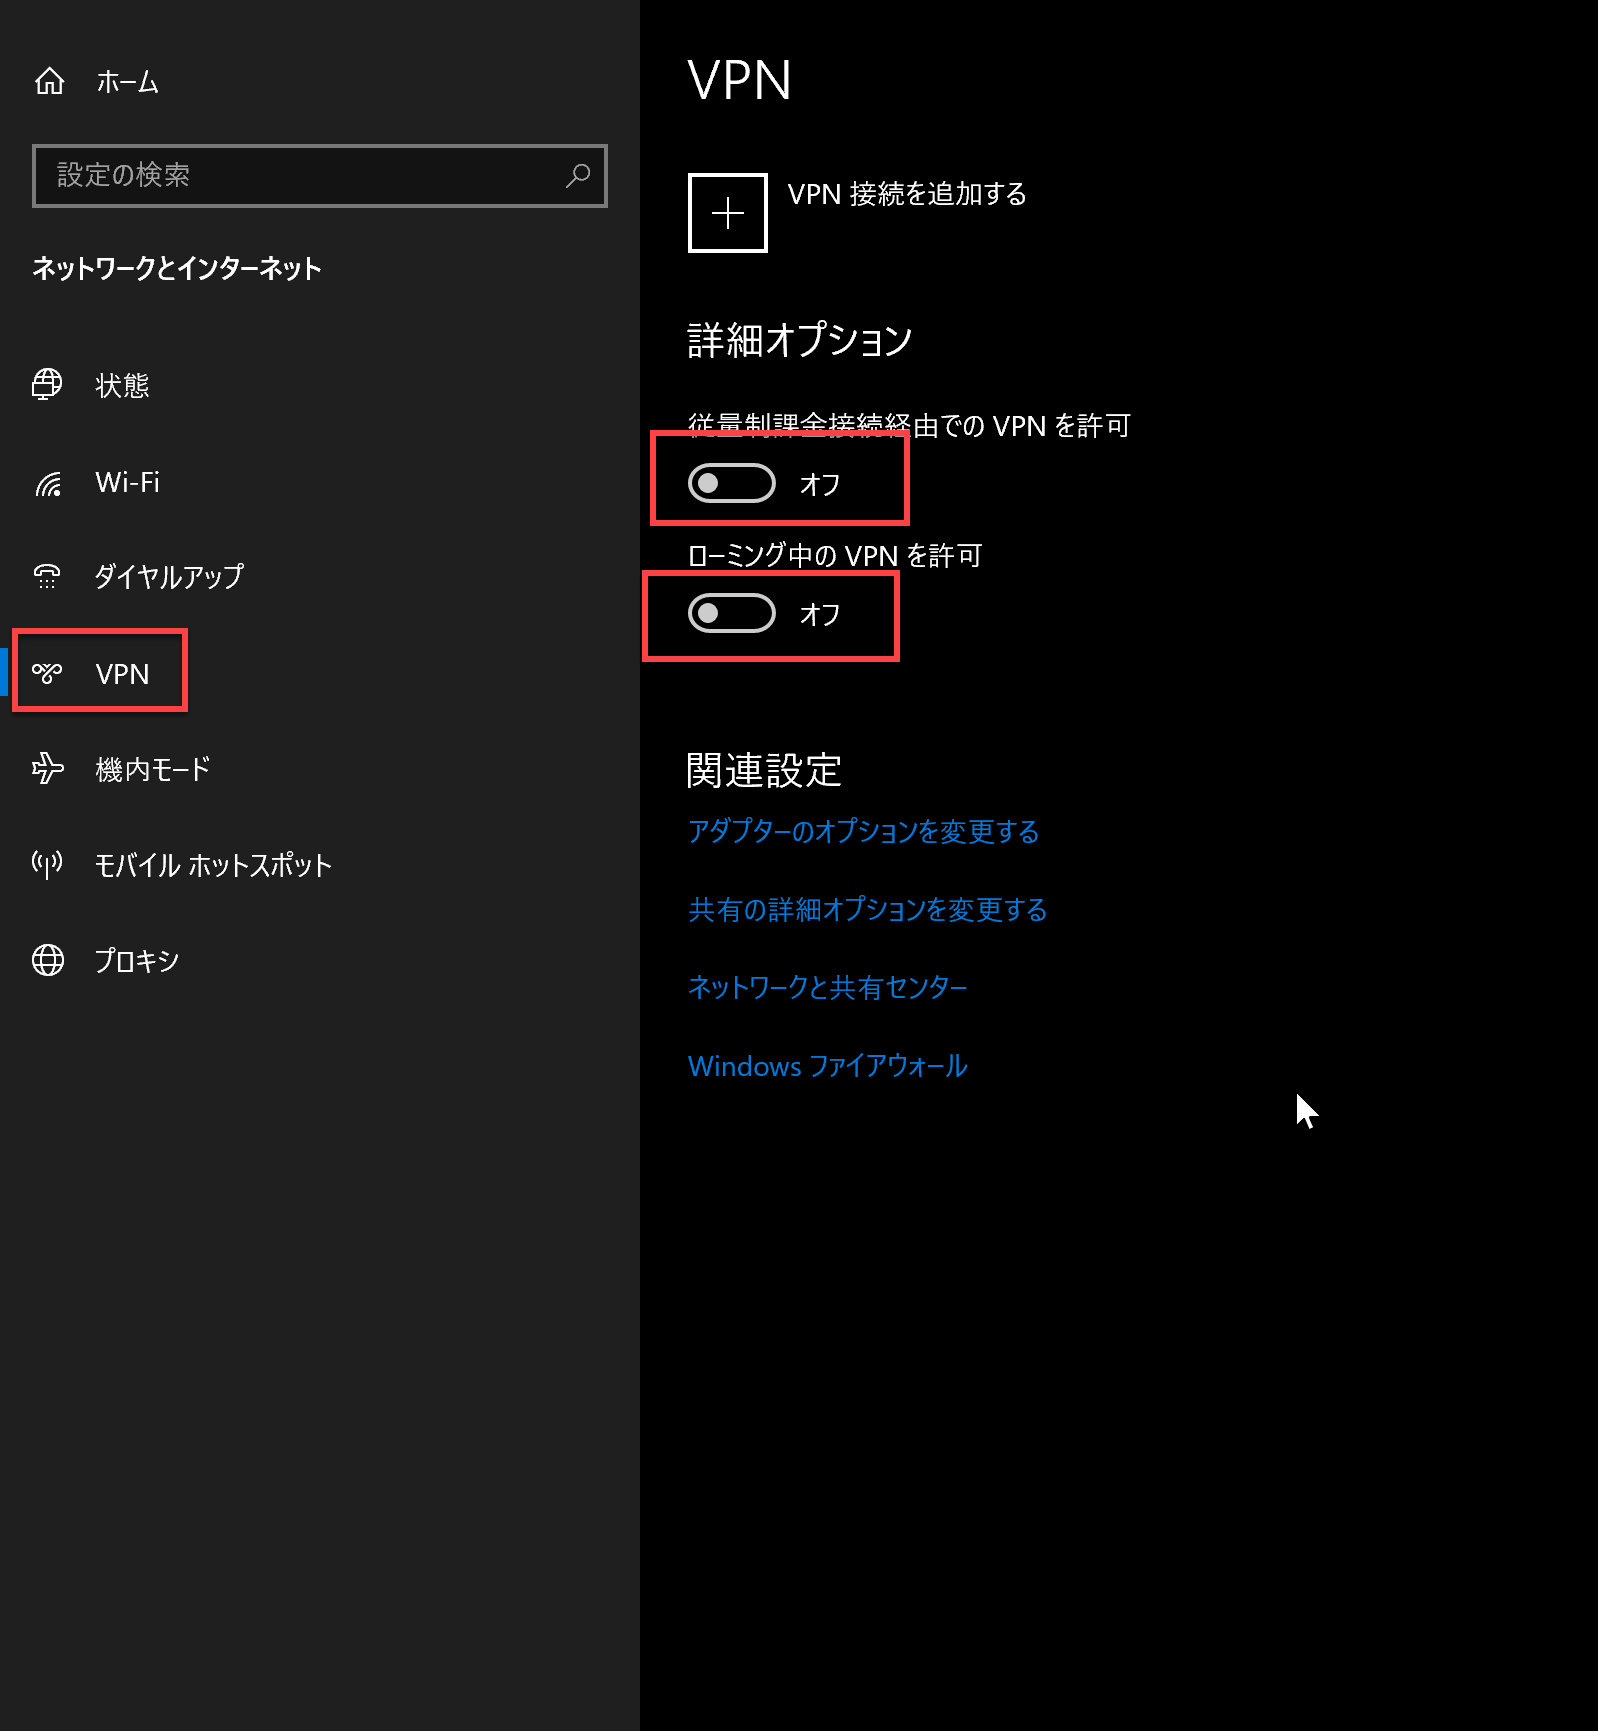 ホーム
設定の検索
ネットワークとインターネット
状態
Wi-Fi
ダイヤルアップ
VPN
機内モード
モバイル ホットスポット
プロキシ
VPN
VPN 接続を追加する
詳細オプション
従量制課金接続経由での VPN を許可
オフ
ローミング中の VPN を許可
オフ
関連設定
アダプターのオプションを変更する
共有の詳細オプションを変更する
ネットワークと共有センター
Windows ファイアウォール